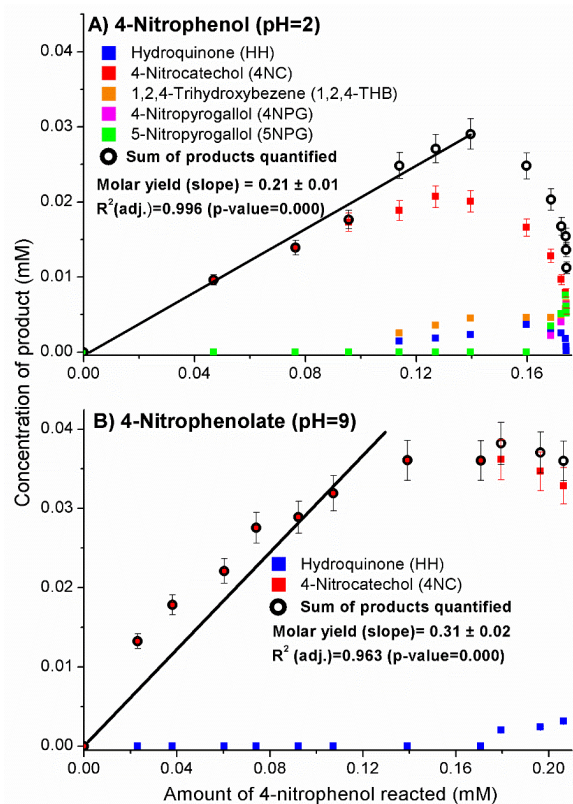 A) 4-Nitrophenol (pH=2)
Hydroquinone (HH)
4-Nitrocatechol (4NC)
1,2,4-Trihydroxybezene (1,2,4-THB)
4-Nitropyrogallol (4NPG)
5-Nitropyrogallol (5NPG)
Sum of products quantified
Molar yield (slope) = 0.21 ± 0.01
R²(adj.)=0.996 (p-value=0.000)
0.04
0.03
0.02
0.01
0.00
0.00 0.04 0.08 0.12 0.16
Concentration of product (mM)
B) 4-Nitrophenolate (pH=9)
Hydroquinone (HH)
4-Nitrocatechol (4NC)
Sum of products quantified
Molar yield (slope)= 0.31 ± 0.02
R² (adj.)=0.963 (p-value=0.000)
0.04
0.03
0.02
0.01
0.00
0.00 0.04 0.08 0.12 0.16 0.20
Amount of 4-nitrophenol reacted (mM)